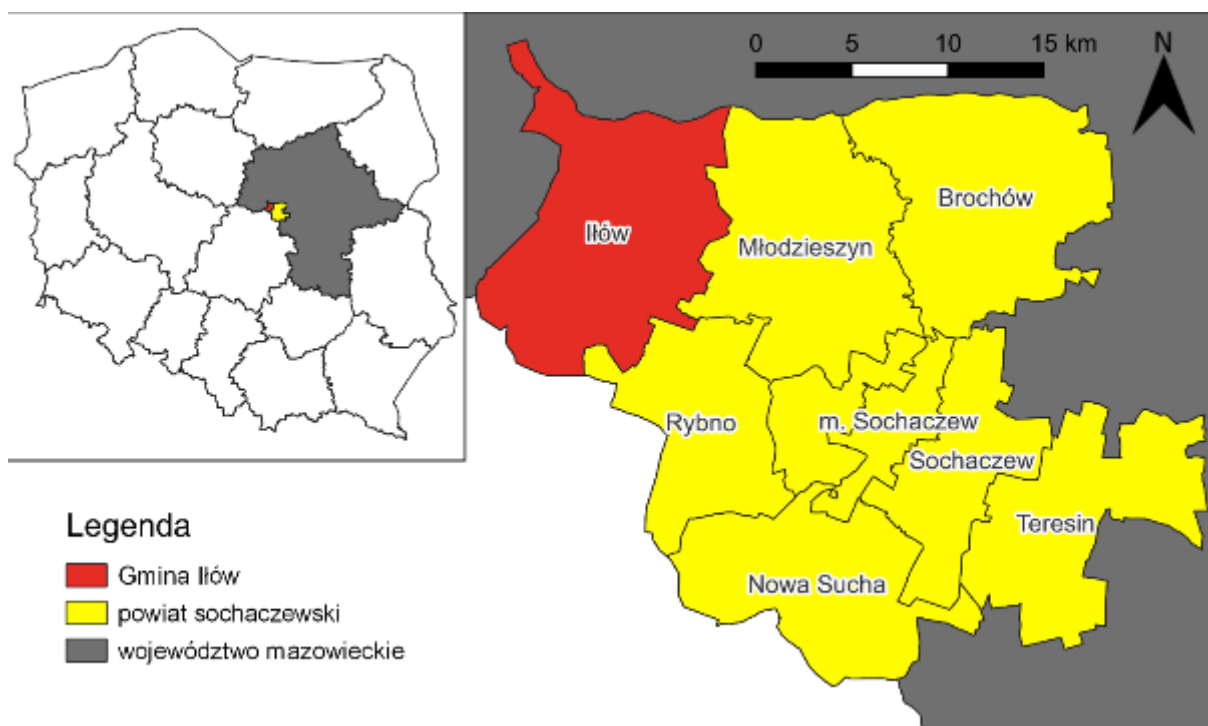 0 5 10 15 km
N
Iłów
Brochów
Młodzieszyn
Rybno
m. Sochaczew
Sochaczew
Teresin
Nowa Sucha
Legenda
Gmina Iłów
powiat sochaczewski
województwo mazowieckie